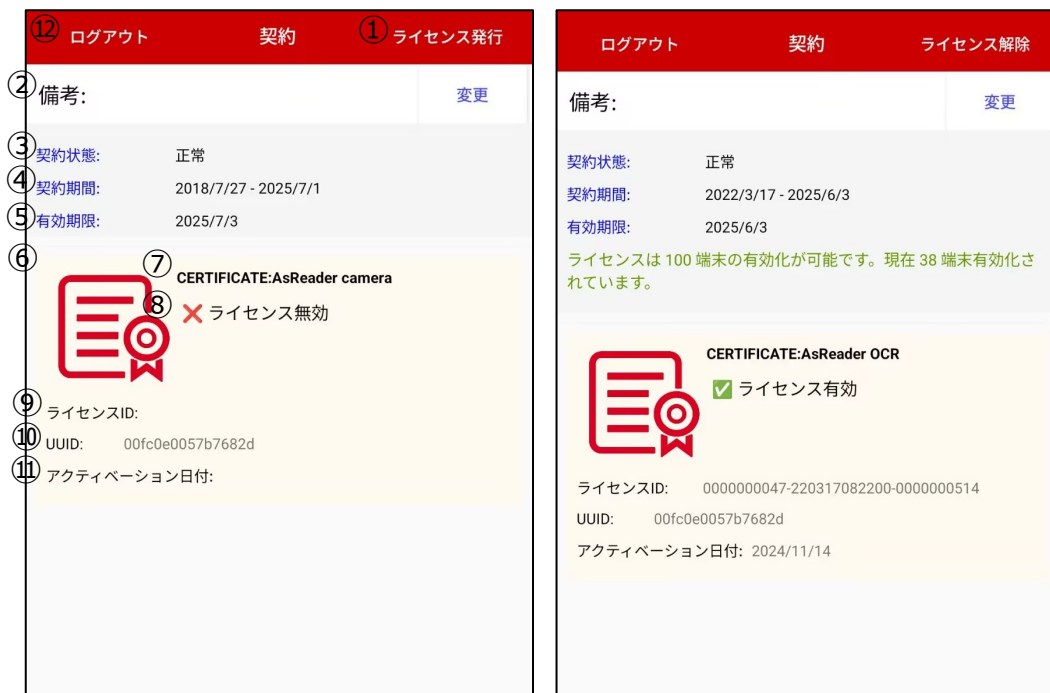 ⑫ ログアウト 契約 ① ライセンス発行
② 備考: 変更
③ 契約状態: 正常
④ 契約期間: 2018/7/27 - 2025/7/1
⑤ 有効期限: 2025/7/3
⑥
⑦ CERTIFICATE:AsReader camera
⑧ ❌ ライセンス無効
⑨ ライセンスID:
⑩ UUID: 00fc0e0057b7682d
⑪ アクティベーション日付:
ログアウト 契約 ライセンス解除
備考: 変更
契約状態: 正常
契約期間: 2022/3/17 - 2025/6/3
有効期限: 2025/6/3
ライセンスは 100 端末の有効化が可能です。現在 38 端末有効化さ
れています。
CERTIFICATE:AsReader OCR
✅ ライセンス有効
ライセンスID: 0000000047-220317082200-0000000514
UUID: 00fc0e0057b7682d
アクティベーション日付: 2024/11/14